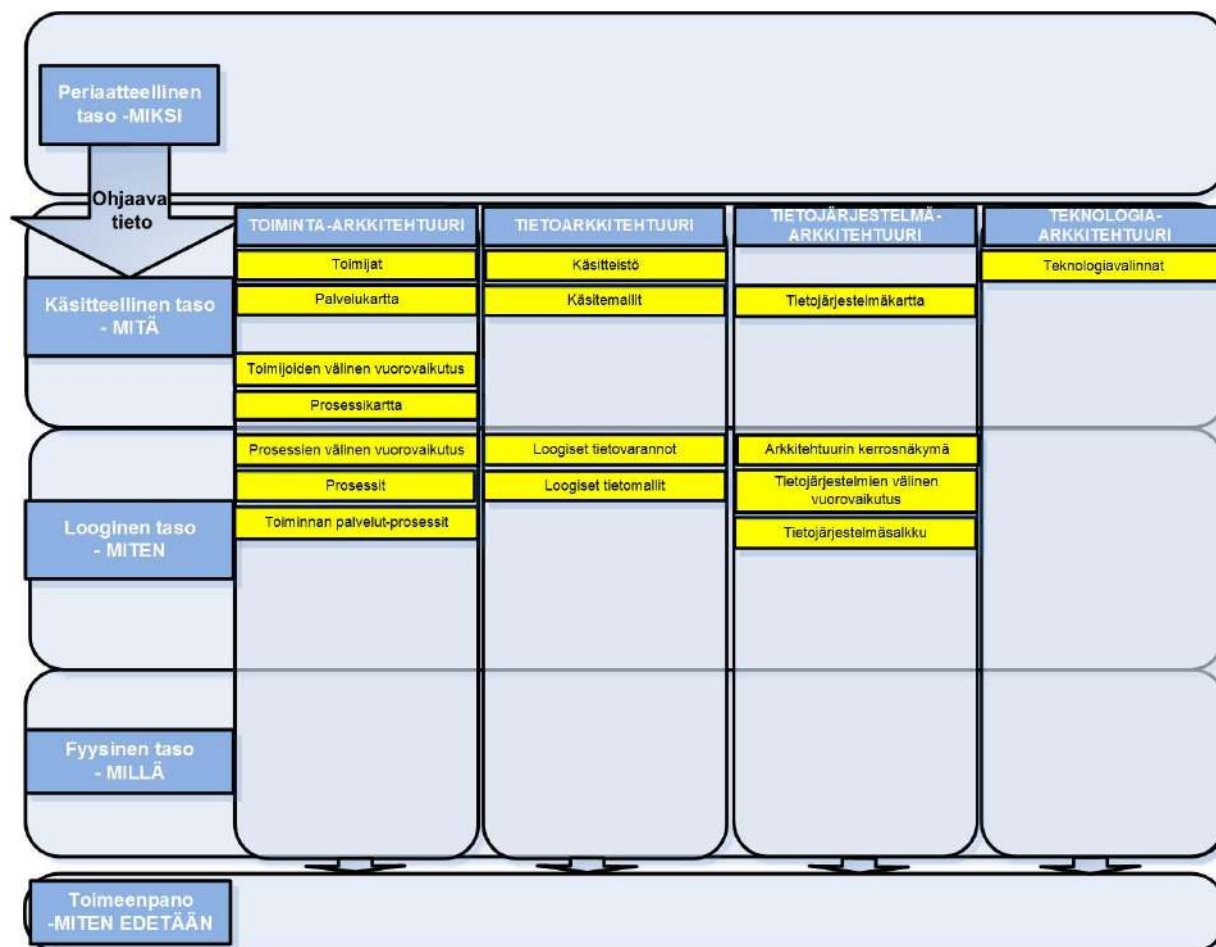 Periaatteellinen
taso -MIKSI
Ohjaava
tieto
TOIMINTA-ARKKITEHTUURI
TIETOARKKITEHTUURI
TIETOJÄRJESTELMÄ-
ARKKITEHTUURI
TEKNOLOGIA-
ARKKITEHTUURI
Käsitteellinen taso
- MITÄ
Toimijat
Käsitteistö
Teknologiavalinnat
Palvelukartta
Käsitemallit
Tietojärjestelmäkartta
Toimijoiden välinen vuorovaikutus
Prosessikartta
Looginen taso
- MITEN
Prosessien välinen vuorovaikutus
Loogiset tietovarannot
Arkkitehtuurin kerrosnäkymä
Prosessit
Loogiset tietomallit
Tietojärjestelmien välinen
vuorovaikutus
Toiminnan palvelut-prosessit
Tietojärjestelmäsalkku
Fyysinen taso
- MILLÄ
Toimeenpano
-MITEN EDETÄÄN